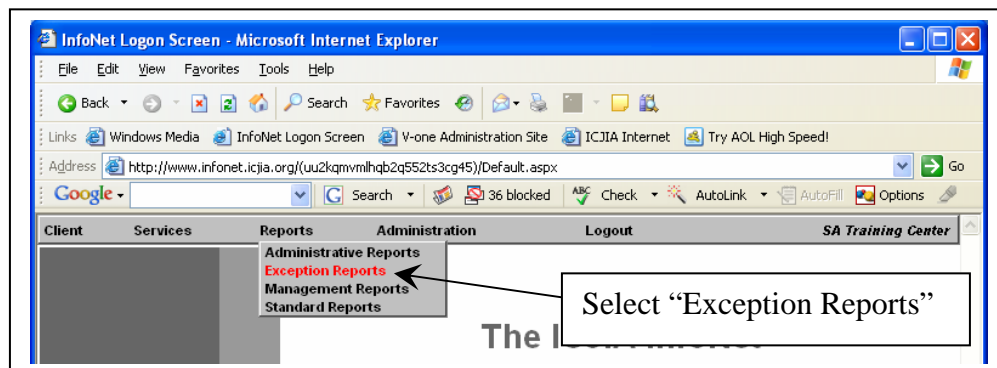 InfoNet Logon Screen - Microsoft Internet Explorer
File Edit View Favorites Tools Help
Back Search Favorites
Links Windows Media InfoNet Logon Screen V-one Administration Site ICJIA Internet Try AOL High Speed!
Address http://www.infonet.icjia.org/(uu2kqmvmlhqb2q552ts3cg45)/Default.aspx Go
Google Search 36 blocked ABC Check AutoLink AutoFill Options
Client Services Reports Administration Logout SA Training Center
Administrative Reports
Exception Reports
Management Reports
Standard Reports
Select “Exception Reports”
The